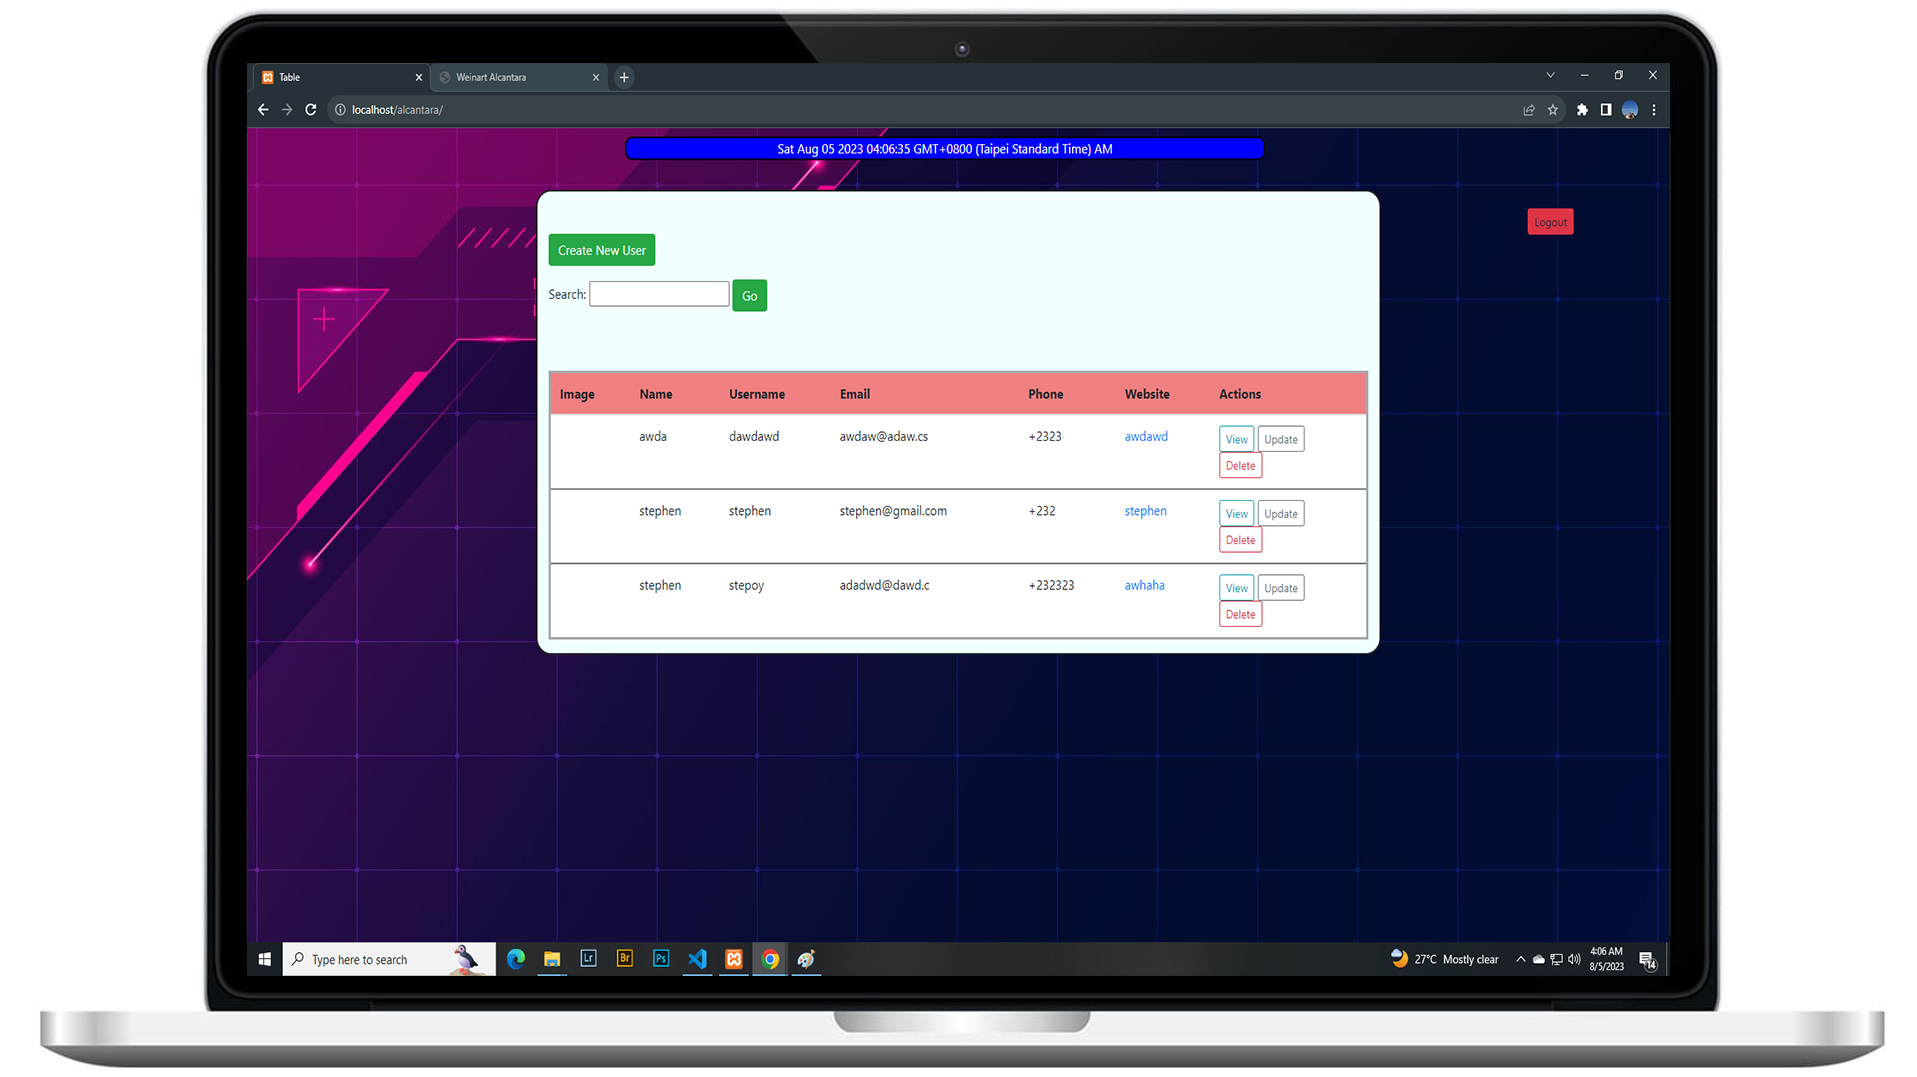 Table
Weinart Alcantara
localhost/alcantara/
Sat Aug 05 2023 04:06:35 GMT+0800 (Taipei Standard Time) AM
Logout
Create New User
Search:
Go
Image Name Username Email Phone Website Actions
awda dawdawd awdaw@adaw.cs +2323 awdawd View Update
Delete
stephen stephen stephen@gmail.com +232 stephen View Update
Delete
stephen stepoy adadwd@dawd.c +232323 awhaha View Update
Delete
Type here to search
Lr
Br
Ps
27°C Mostly clear
4:06 AM
8/5/2023
14